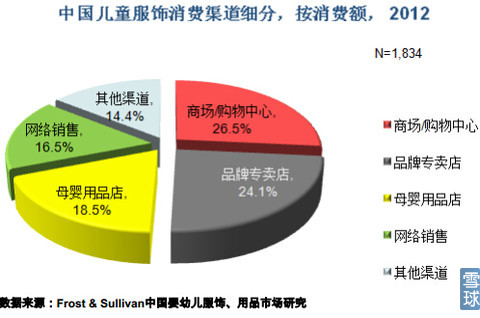 中国儿童服饰消费渠道细分，按消费额， 2012
N=1,834
其他渠道,
14.4%
商场/购物中心,
26.5%
网络销售,
16.5%
品牌专卖店,
24.1%
母婴用品店,
18.5%
商场/购物中心
品牌专卖店
母婴用品店
网络销售
其他渠道
雪球
数据来源：Frost & Sullivan中国婴幼儿服饰、用品市场研究